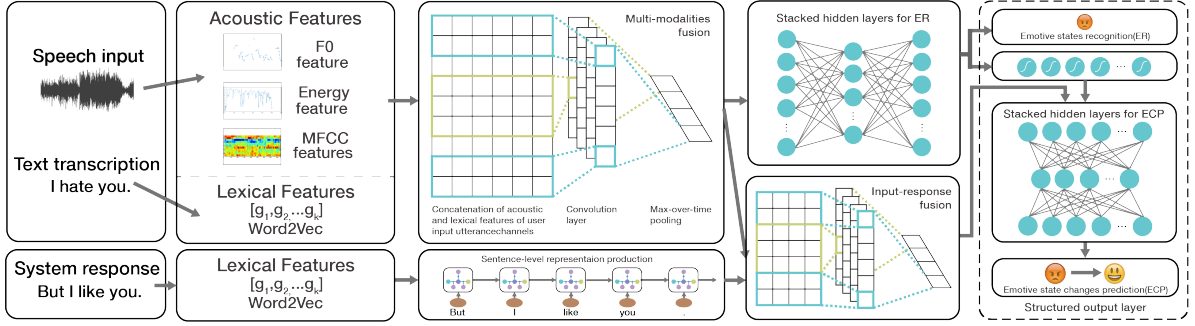 Speech input
Text transcription
I hate you.
System response
But I like you.
Acoustic Features
F0
feature
Energy
feature
MFCC
features
Lexical Features
[g1,g2,...gk]
Word2Vec
Lexical Features
[g1,g2,...gk]
Word2Vec
Multi-modalities
fusion
Concatenation of acoustic
and lexical features of user
input utterancechannels
Convolution
layer
Max-over-time
pooling
Sentence-level representaion production
But I like you .
Stacked hidden layers for ER
...
Input-response
fusion
Emotive states recognition(ER)
...
Stacked hidden layers for ECP
...
Emotive state changes prediction(ECP)
Structured output layer